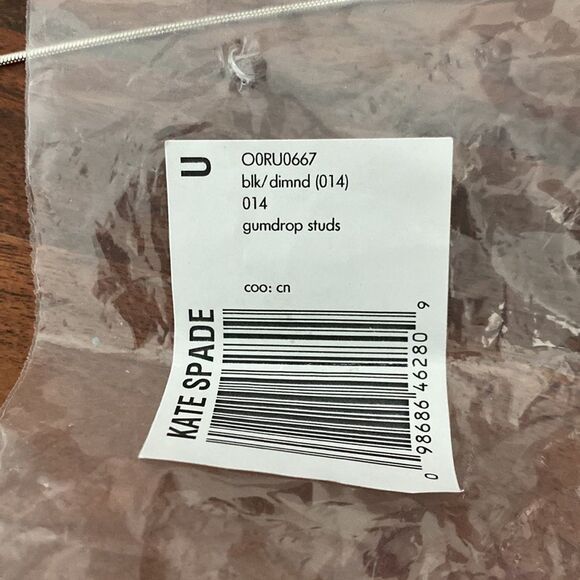 U
O0RU0667
blk/dimnd (014)
014
gumdrop studs
coo: cn
KATE SPADE
0 98686 46280 9